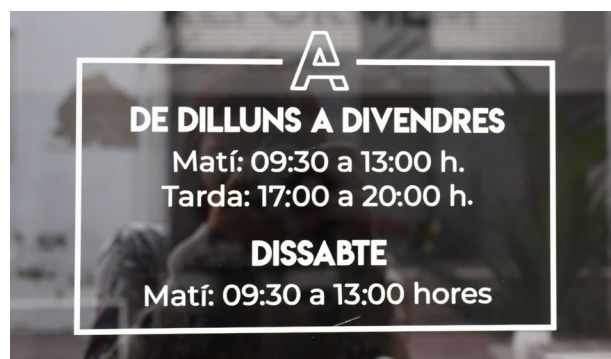 A
DE DILLUNS A DIVENDRES
Matí: 09:30 a 13:00 h.
Tarda: 17:00 a 20:00 h.
DISSABTE
Matí: 09:30 a 13:00 hores